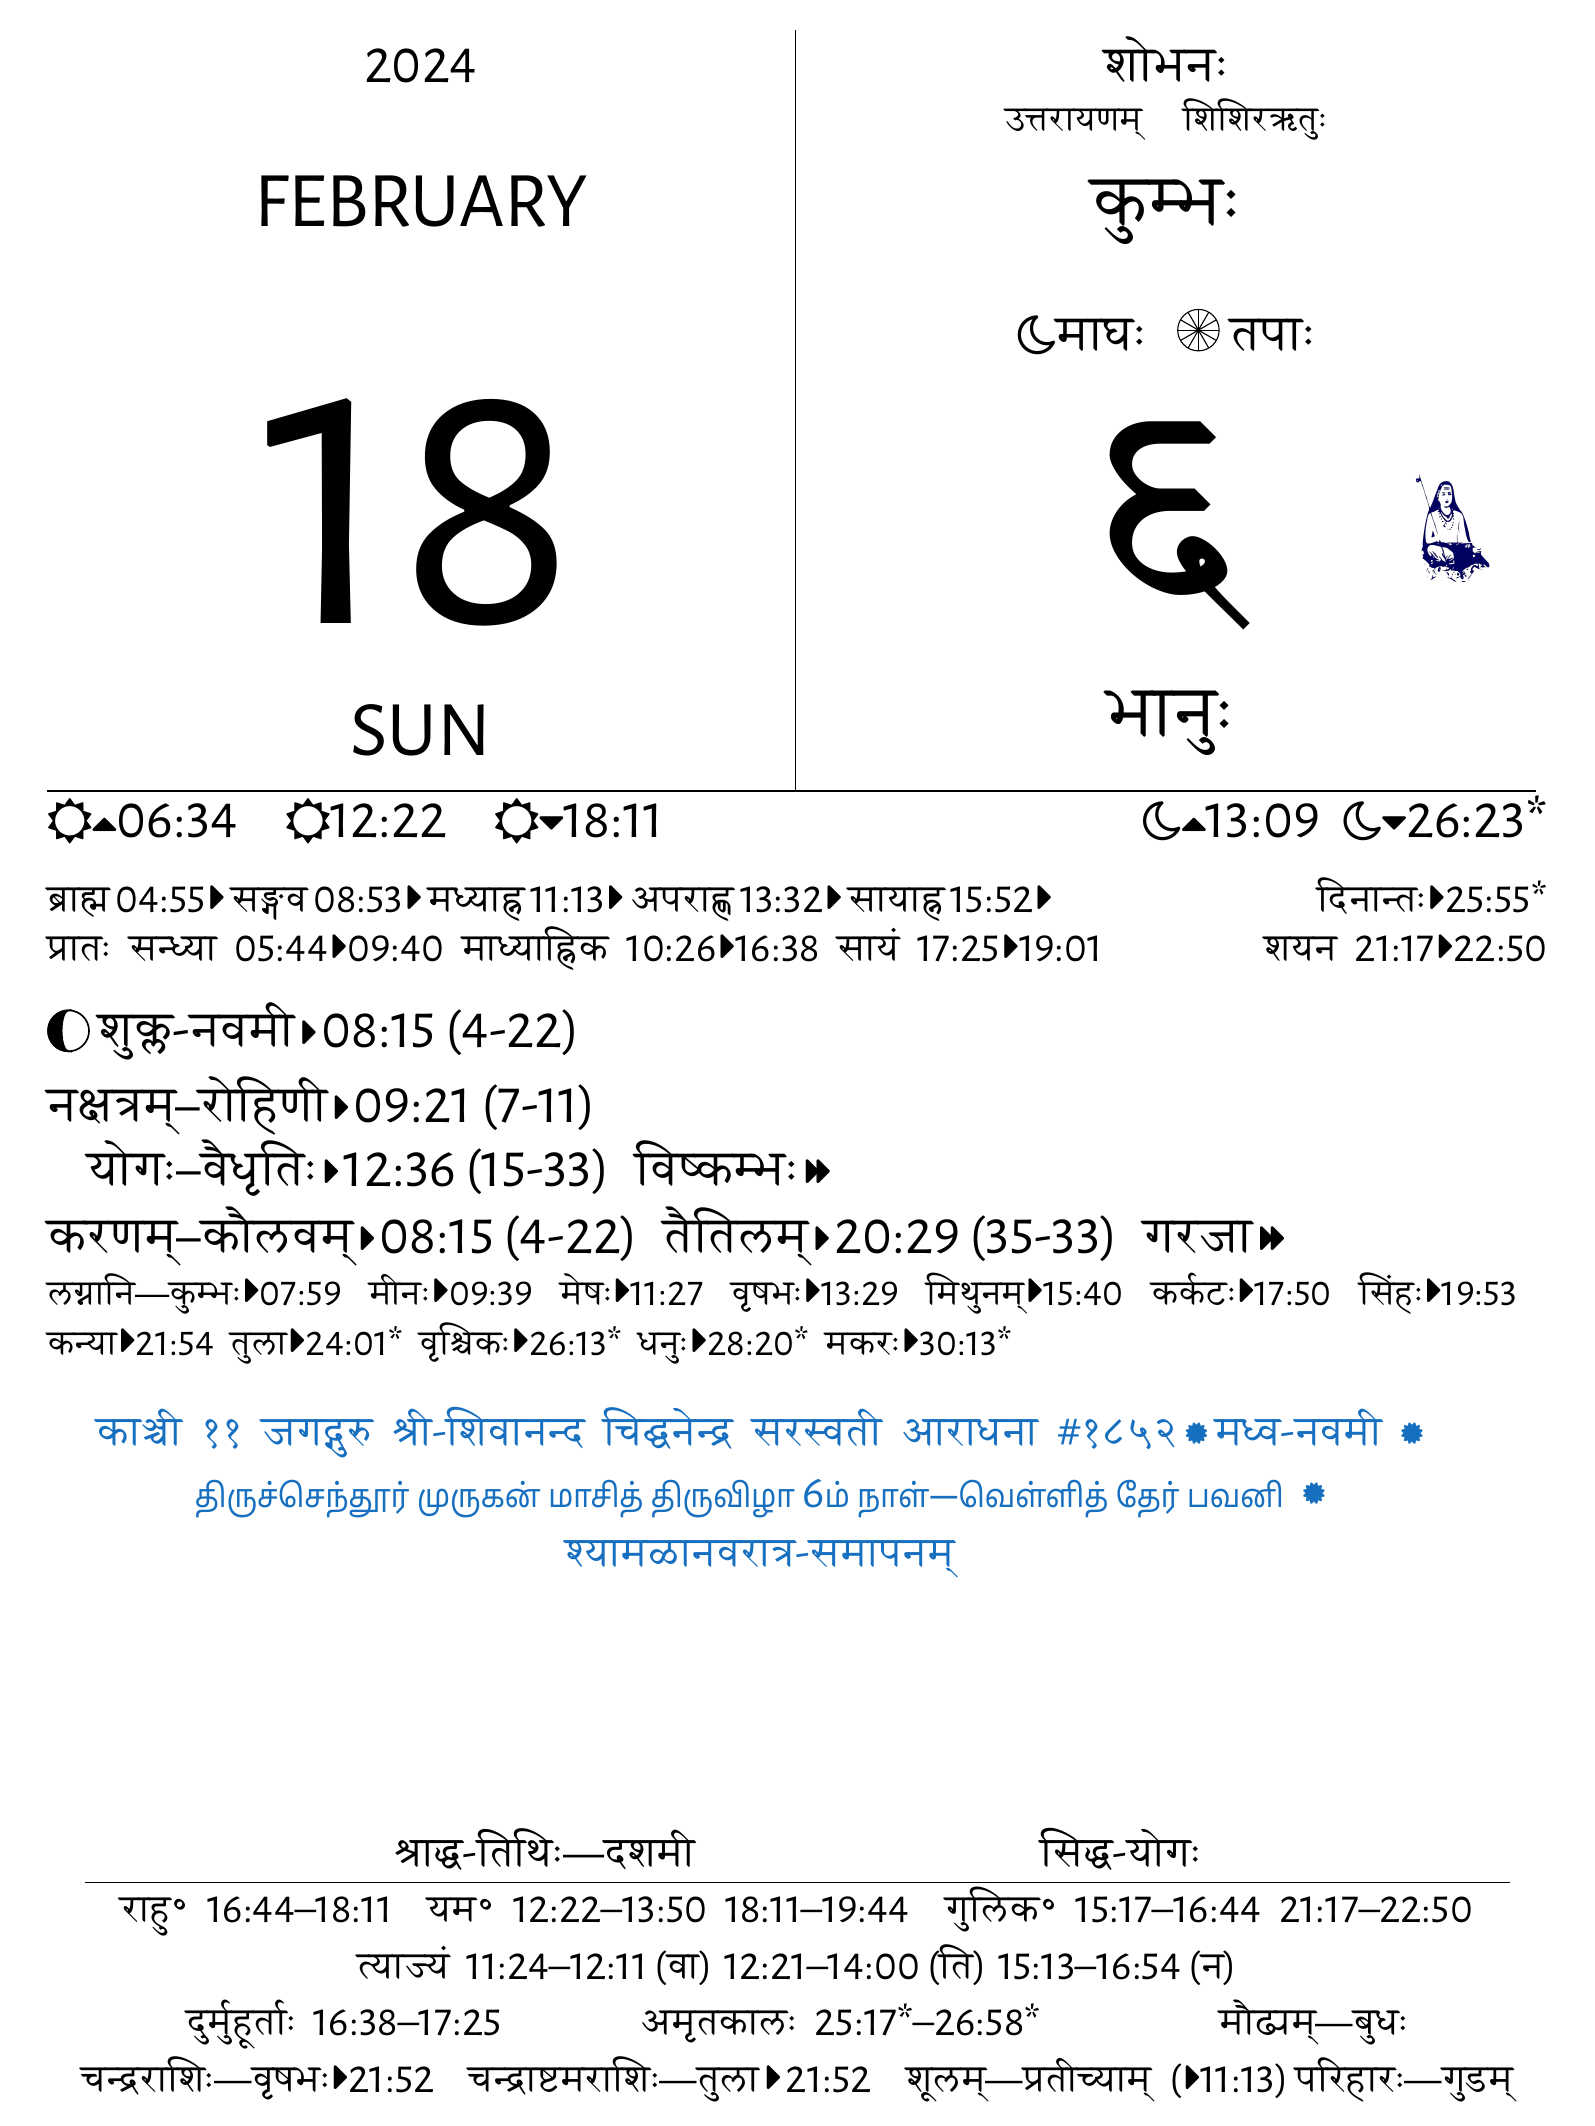 2024
FEBRUARY
18
SUN
शोभनः
उत्तरायणम् शिशिरऋतुः
कुम्भः
माघः तपाः
६
भानुः
06:34 12:22 18:11 13:09 26:23*
ब्राह्म 04:55 सङ्गव 08:53 मध्याह्न 11:13 अपराह्ण 13:32 सायाह्न 15:52 दिनान्तः 25:55*
प्रातः सन्ध्या 05:44 09:40 माध्याह्निक 10:26 16:38 सायं 17:25 19:01 शयन 21:17 22:50
शुक्ल-नवमी 08:15 (4-22)
नक्षत्रम्–रोहिणी 09:21 (7-11)
योगः–वैधृतिः 12:36 (15-33) विष्कम्भः
करणम्–कौलवम् 08:15 (4-22) तैतिलम् 20:29 (35-33) गरजा
लग्नानि—कुम्भः 07:59 मीनः 09:39 मेषः 11:27 वृषभः 13:29 मिथुनम् 15:40 कर्कटः 17:50 सिंहः 19:53
कन्या 21:54 तुला 24:01* वृश्चिकः 26:13* धनुः 28:20* मकरः 30:13*
काञ्ची ११ जगद्गुरु श्री-शिवानन्द चिद्घनेन्द्र सरस्वती आराधना #१८५२ मध्व-नवमी
திருச்செந்தூர் முருகன் மாசித் திருவிழா 6ம் நாள்—வெள்ளித் தேர் பவனி
श्यामळानवरात्र-समापनम्
श्राद्ध-तिथिः—दशमी सिद्ध-योगः
राहु॰ 16:44–18:11 यम॰ 12:22–13:50 18:11–19:44 गुलिक॰ 15:17–16:44 21:17–22:50
त्याज्यं 11:24–12:11 (वा) 12:21–14:00 (ति) 15:13–16:54 (न)
दुर्मुहूर्ताः 16:38–17:25 अमृतकालः 25:17*–26:58* मौढ्यम्—बुधः
चन्द्रराशिः—वृषभः 21:52 चन्द्राष्टमराशिः—तुला 21:52 शूलम्—प्रतीच्याम् ( 11:13) परिहारः—गुडम्